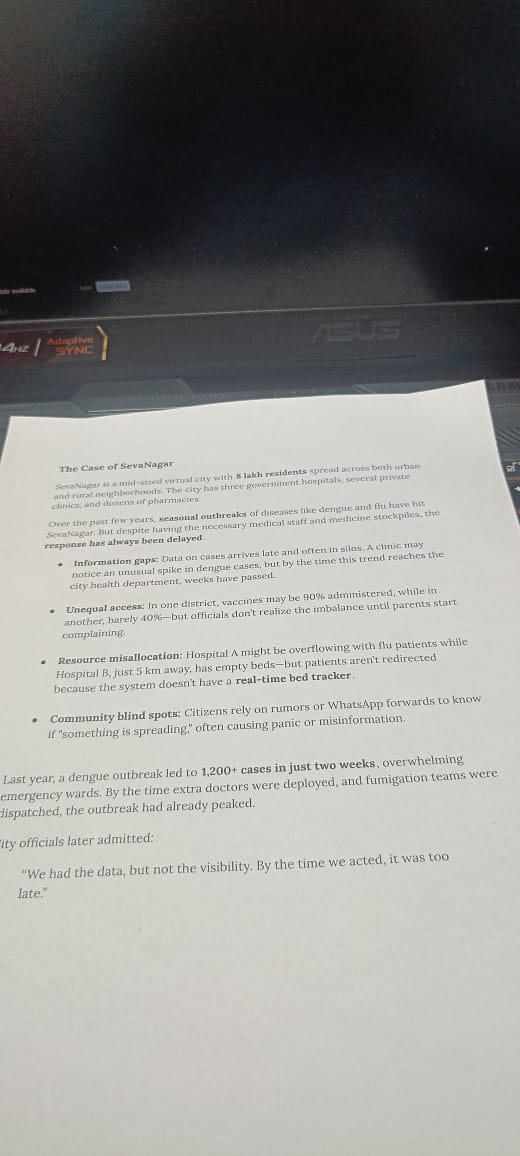 4HZ
Adaptive
SYNC
ASUS
The Case of SevaNagar
SevaNagar is a mid-sized virtual city with 8 lakh residents spread across both urban
and rural neighborhoods. The city has three government hospitals, several private
clinics, and dozens of pharmacies.
Over the past few years, seasonal outbreaks of diseases like dengue and flu have hit
SevaNagar. But despite having the necessary medical staff and medicine stockpiles, the
response has always been delayed.
• Information gaps: Data on cases arrives late and often in silos. A clinic may
notice an unusual spike in dengue cases, but by the time this trend reaches the
city health department, weeks have passed.
• Unequal access: In one district, vaccines may be 90% administered, while in
another, barely 40%—but officials don't realize the imbalance until parents start
complaining.
• Resource misallocation: Hospital A might be overflowing with flu patients while
Hospital B, just 5 km away, has empty beds—but patients aren't redirected
because the system doesn't have a real-time bed tracker.
• Community blind spots: Citizens rely on rumors or WhatsApp forwards to know
if "something is spreading," often causing panic or misinformation.
Last year, a dengue outbreak led to 1,200+ cases in just two weeks, overwhelming
emergency wards. By the time extra doctors were deployed, and fumigation teams were
dispatched, the outbreak had already peaked.
ity officials later admitted:
"We had the data, but not the visibility. By the time we acted, it was too
late."